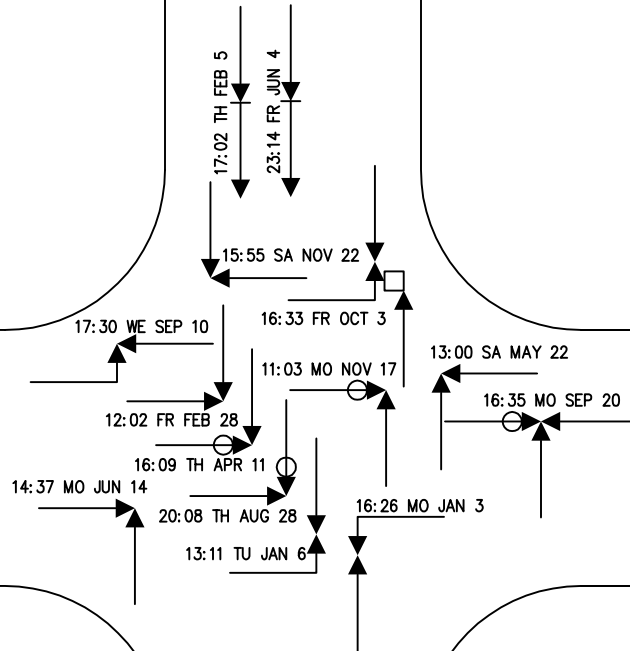 17:02 TH FEB 5
23:14 FR JUN 4
15:55 SA NOV 22
16:33 FR OCT 3
17:30 WE SEP 10
13:00 SA MAY 22
11:03 MO NOV 17
16:35 MO SEP 20
12:02 FR FEB 28
16:09 TH APR 11
14:37 MO JUN 14
16:26 MO JAN 3
20:08 TH AUG 28
13:11 TU JAN 6